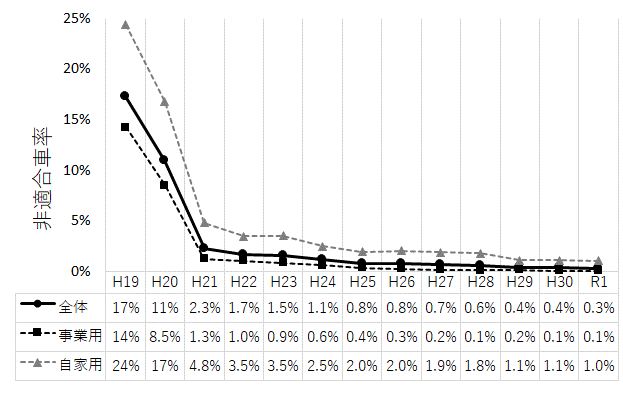 25%
20%
15%
10%
5%
0%
非適合車率
H19 H20 H21 H22 H23 H24 H25 H26 H27 H28 H29 H30 R1
全体 17% 11% 2.3% 1.7% 1.5% 1.1% 0.8% 0.8% 0.7% 0.6% 0.4% 0.4% 0.3%
事業用 14% 8.5% 1.3% 1.0% 0.9% 0.6% 0.4% 0.3% 0.2% 0.1% 0.2% 0.1% 0.1%
自家用 24% 17% 4.8% 3.5% 3.5% 2.5% 2.0% 2.0% 1.9% 1.8% 1.1% 1.1% 1.0%